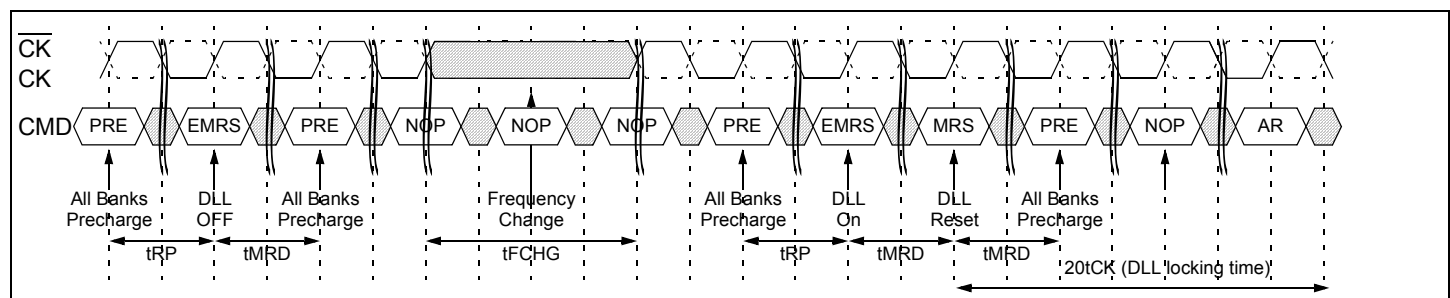 CK
CK
CMD PRE EMRS PRE NOP NOP NOP PRE EMRS MRS PRE NOP AR
All Banks Precharge
DLL OFF
All Banks Precharge
Frequency Change
All Banks Precharge
DLL On
DLL Reset
All Banks Precharge
tRP tMRD tFCHG tRP tMRD tMRD
20tCK (DLL locking time)